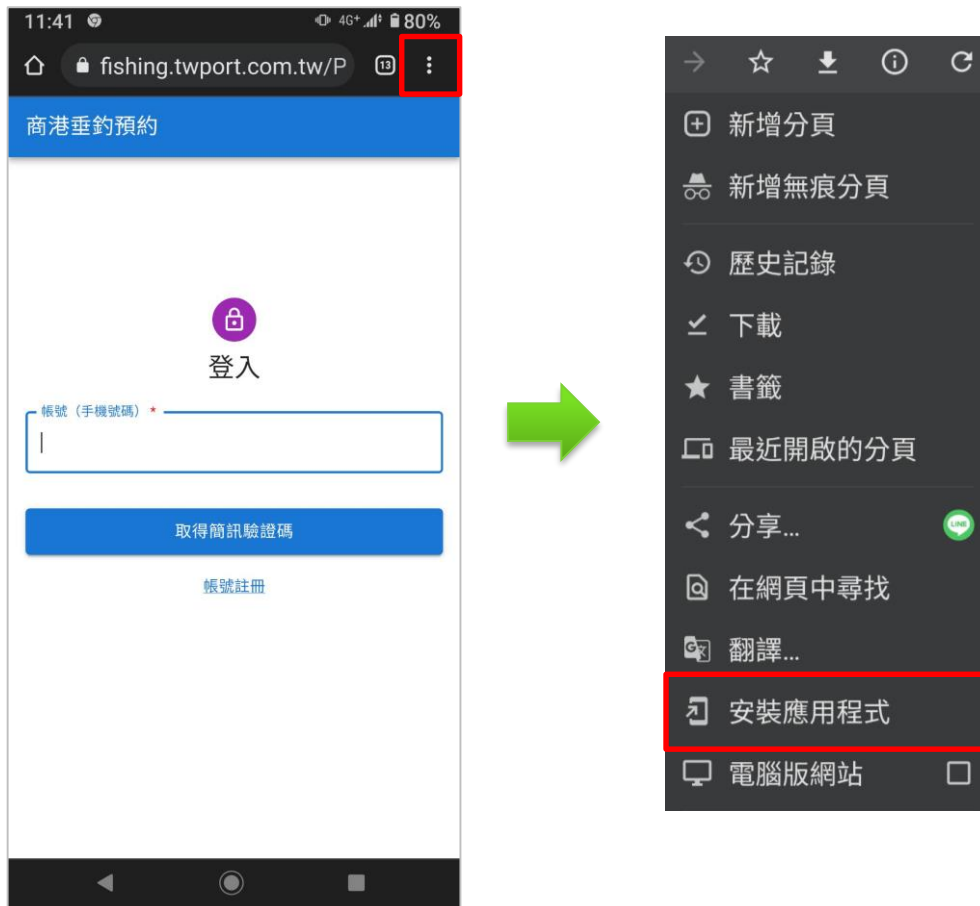 11:41
4G+
80%
fishing.twport.com.tw/P
13
商港垂釣預約
登入
帳號（手機號碼） *
取得簡訊驗證碼
帳號註冊
新增分頁
新增無痕分頁
歷史記錄
下載
書籤
最近開啟的分頁
分享...
LINE
在網頁中尋找
翻譯...
安裝應用程式
電腦版網站